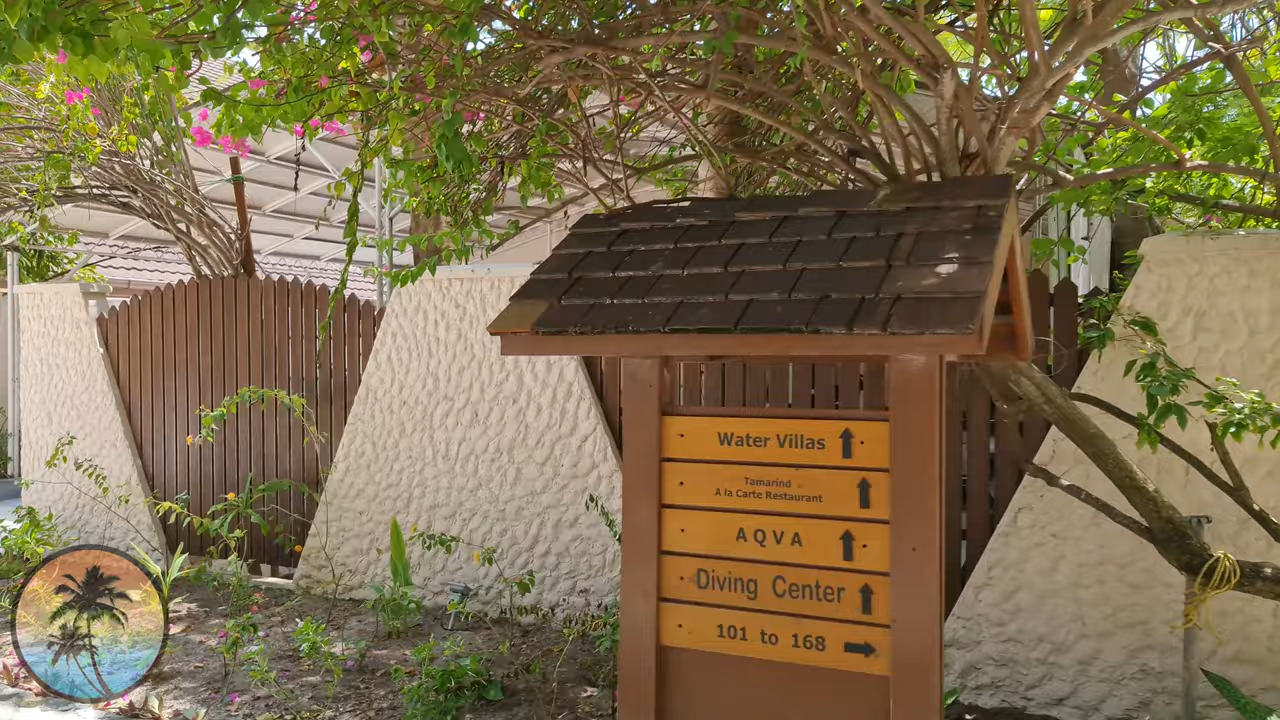 Water Villas ↑
Tamarind
A la Carte Restaurant ↑
AQVA ↑
Diving Center ↑
101 to 168 →